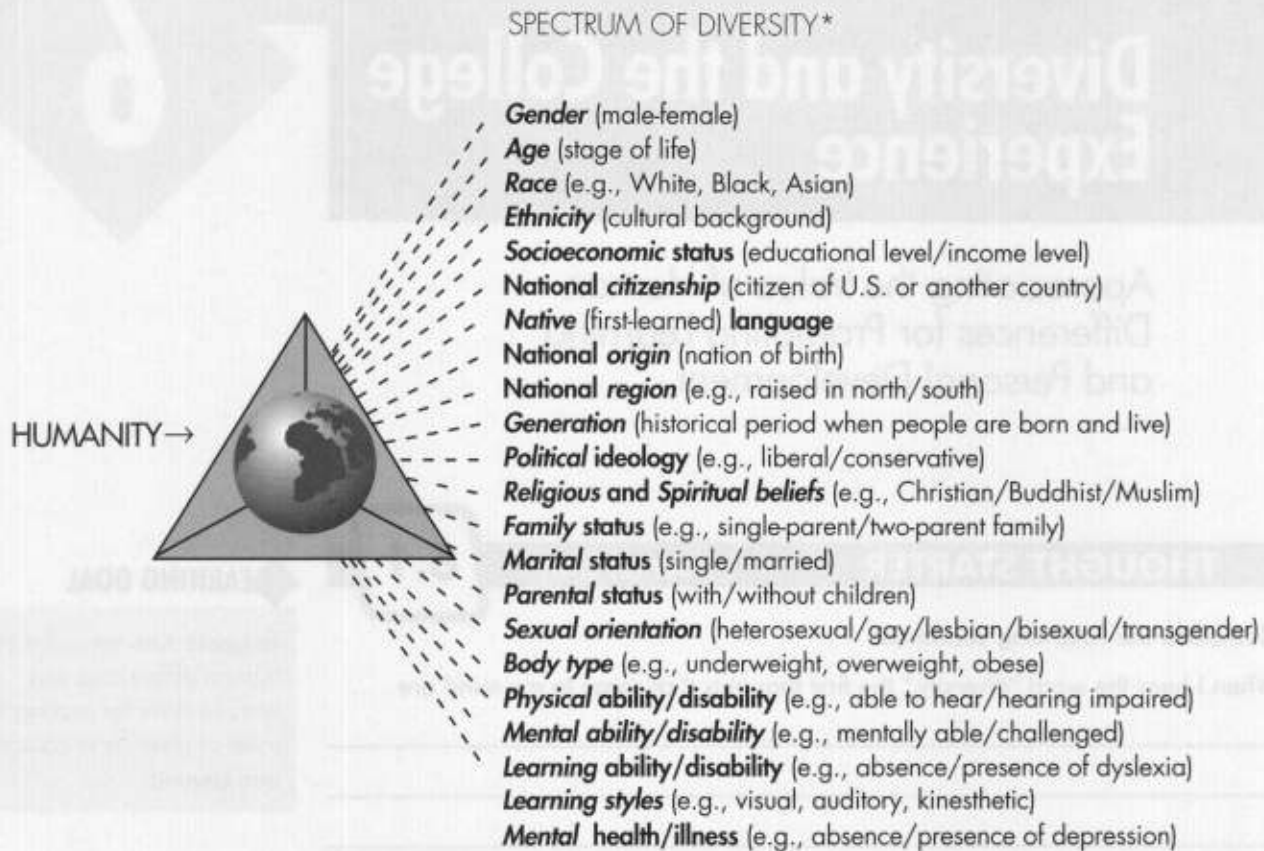 SPECTRUM OF DIVERSITY*
Gender (male-female)
Age (stage of life)
Race (e.g., White, Black, Asian)
Ethnicity (cultural background)
Socioeconomic status (educational level/income level)
National citizenship (citizen of U.S. or another country)
Native (first-learned) language
National origin (nation of birth)
National region (e.g., raised in north/south)
Generation (historical period when people are born and live)
Political ideology (e.g., liberal/conservative)
Religious and Spiritual beliefs (e.g., Christian/Buddhist/Muslim)
Family status (e.g., single-parent/two-parent family)
Marital status (single/married)
Parental status (with/without children)
Sexual orientation (heterosexual/gay/lesbian/bisexual/transgender)
Body type (e.g., underweight, overweight, obese)
Physical ability/disability (e.g., able to hear/hearing impaired)
Mental ability/disability (e.g., mentally able/challenged)
Learning ability/disability (e.g., absence/presence of dyslexia)
Learning styles (e.g., visual, auditory, kinesthetic)
Mental health/illness (e.g., absence/presence of depression)
HUMANITY→
Diversity and the College
Experience
6
THOUGHT STARTER
LEARNING GOAL